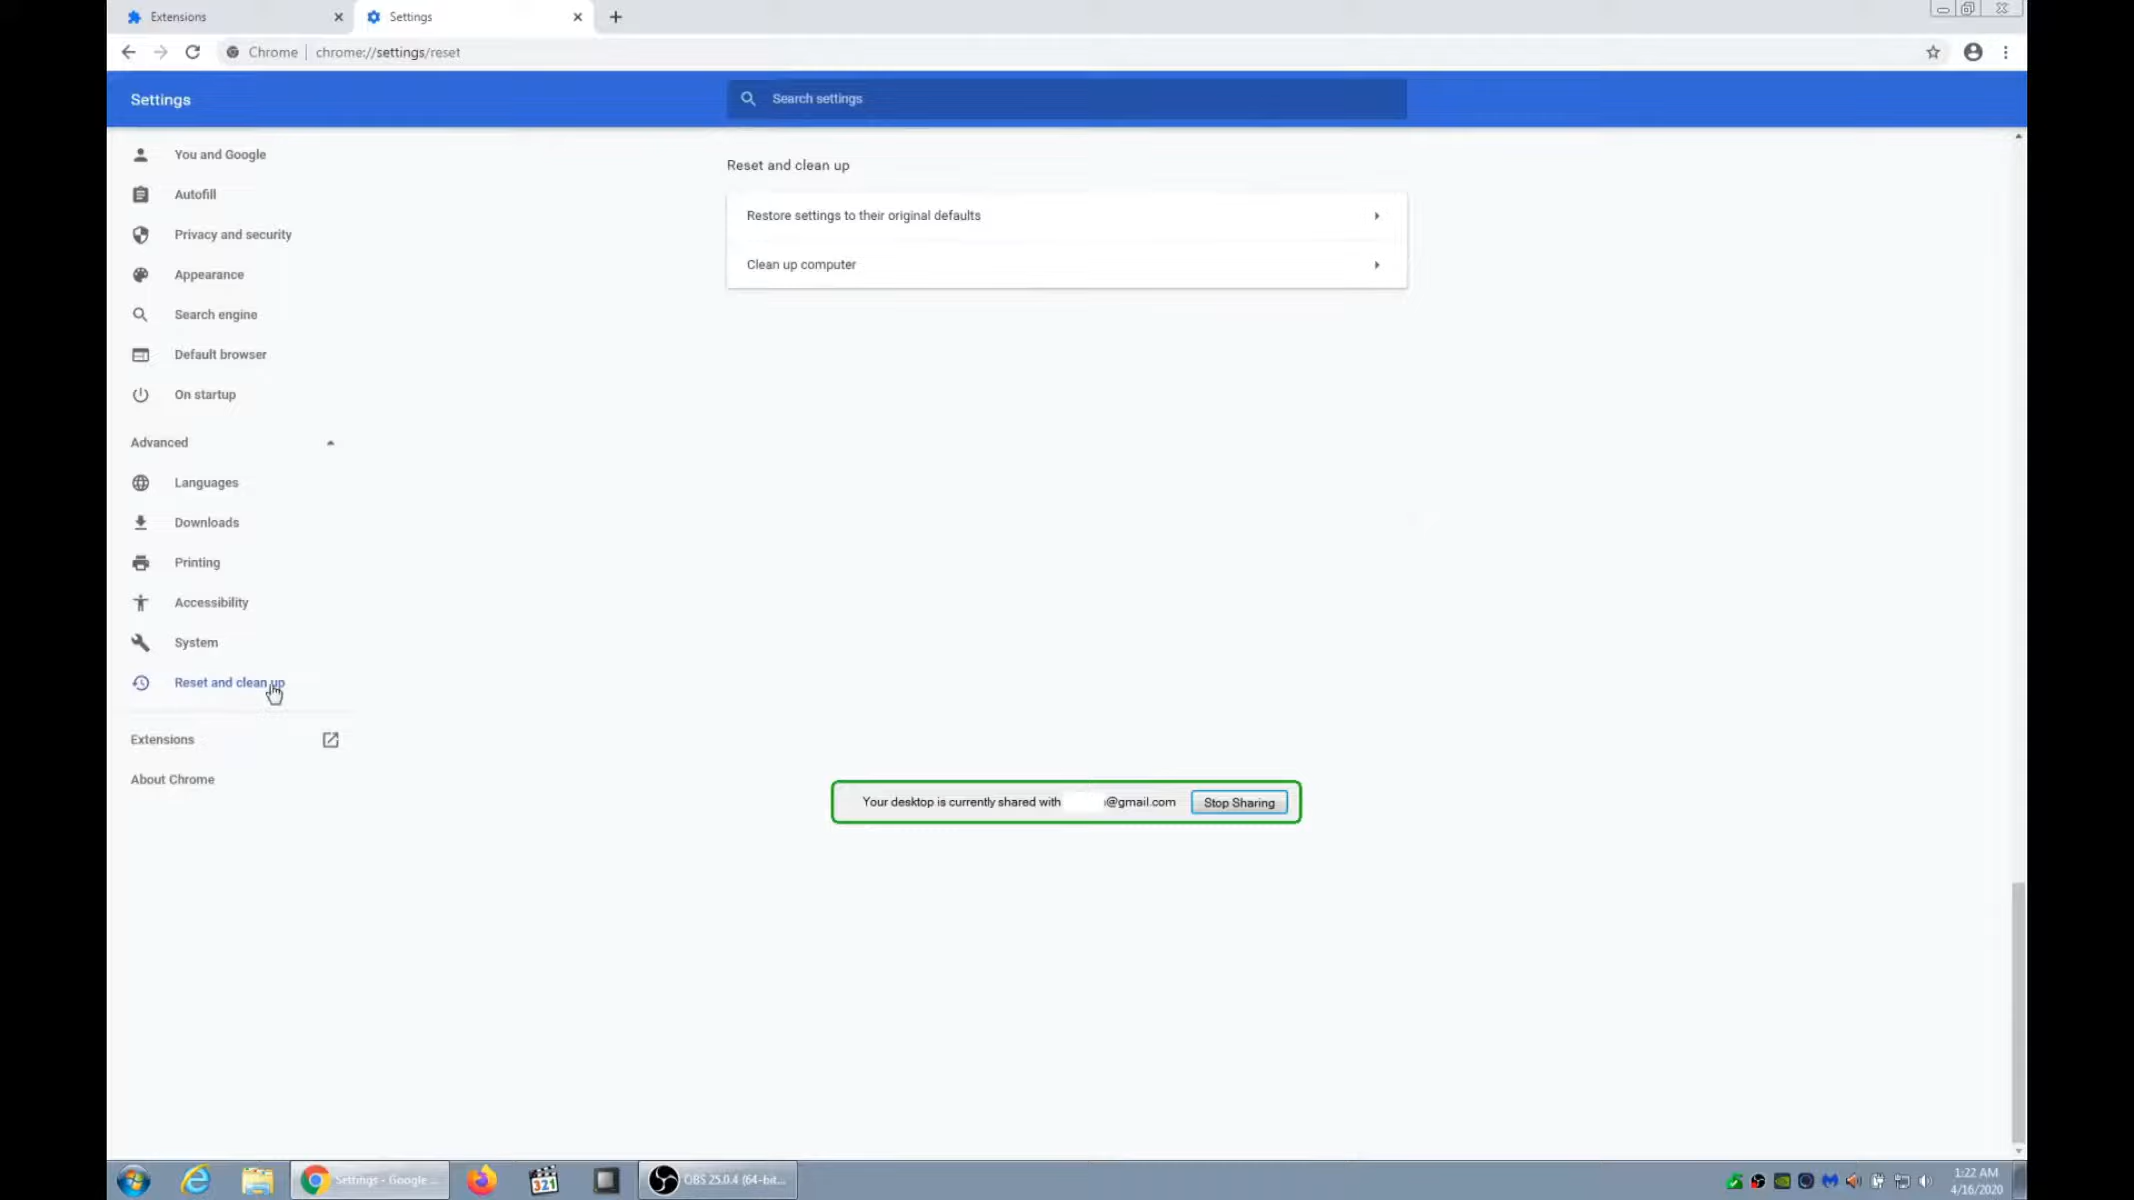 Extensions
Settings
Chrome | chrome://settings/reset
Settings
Search settings
You and Google
Autofill
Privacy and security
Appearance
Search engine
Default browser
On startup
Advanced
Languages
Downloads
Printing
Accessibility
System
Reset and clean up
Extensions
About Chrome
Reset and clean up
Restore settings to their original defaults
Clean up computer
Your desktop is currently shared with @gmail.com
Stop Sharing
Settings - Google ...
321
OBS 25.0.4 (64-bit...
1:22 AM
4/16/2020